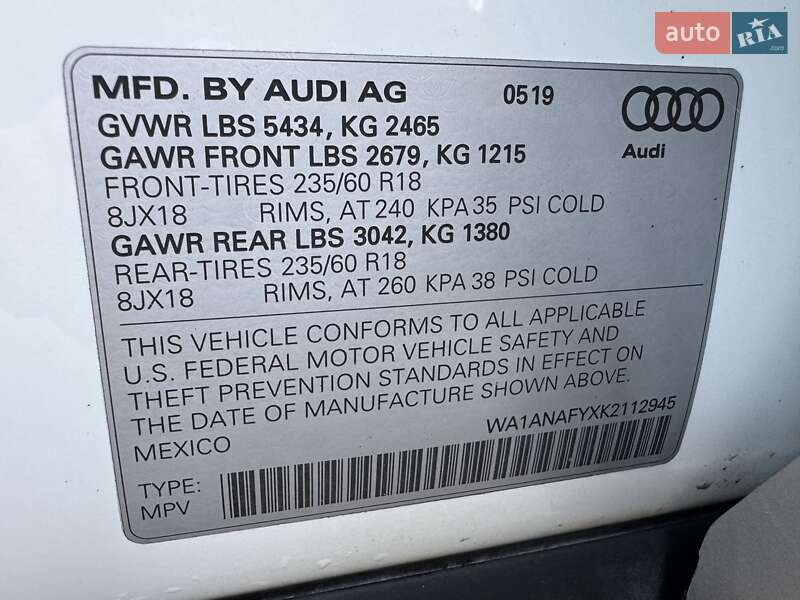 auto RIA .com
MFD. BY AUDI AG 0519
GVWR LBS 5434, KG 2465
GAWR FRONT LBS 2679, KG 1215
Audi
FRONT-TIRES 235/60 R18
8JX18 RIMS, AT 240 KPA 35 PSI COLD
GAWR REAR LBS 3042, KG 1380
REAR-TIRES 235/60 R18
8JX18 RIMS, AT 260 KPA 38 PSI COLD
THIS VEHICLE CONFORMS TO ALL APPLICABLE
U.S. FEDERAL MOTOR VEHICLE SAFETY AND
THEFT PREVENTION STANDARDS IN EFFECT ON
THE DATE OF MANUFACTURE SHOWN ABOVE.
MEXICO
WA1ANAFYXK2112945
TYPE:
MPV